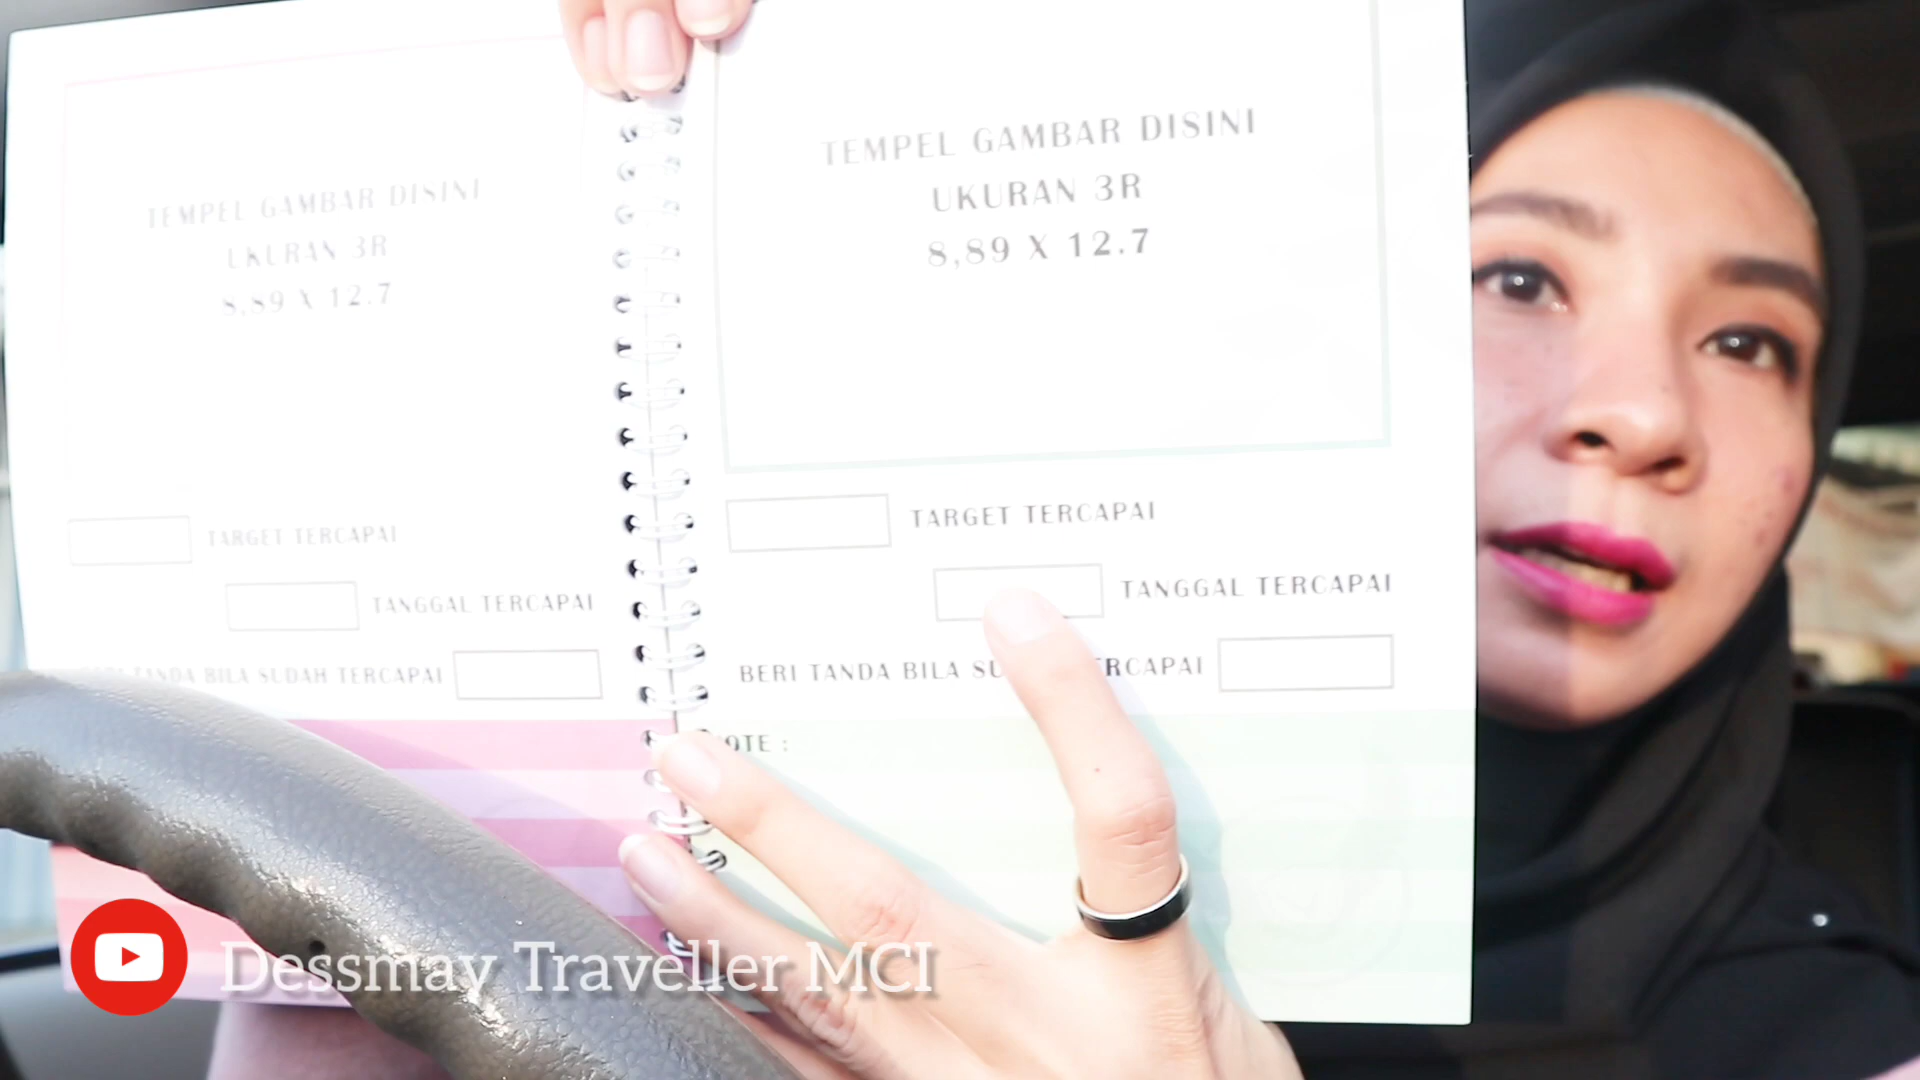 TEMPEL GAMBAR DISINI
UKURAN 3R
8,89 X 12.7
TARGET TERCAPAI
TANGGAL TERCAPAI
TANDA BILA SUDAH TERCAPAI
TEMPEL GAMBAR DISINI
UKURAN 3R
8,89 X 12.7
TARGET TERCAPAI
TANGGAL TERCAPAI
BERI TANDA BILA SU RCAPAI
OTE :
Dessmay Traveller MCI